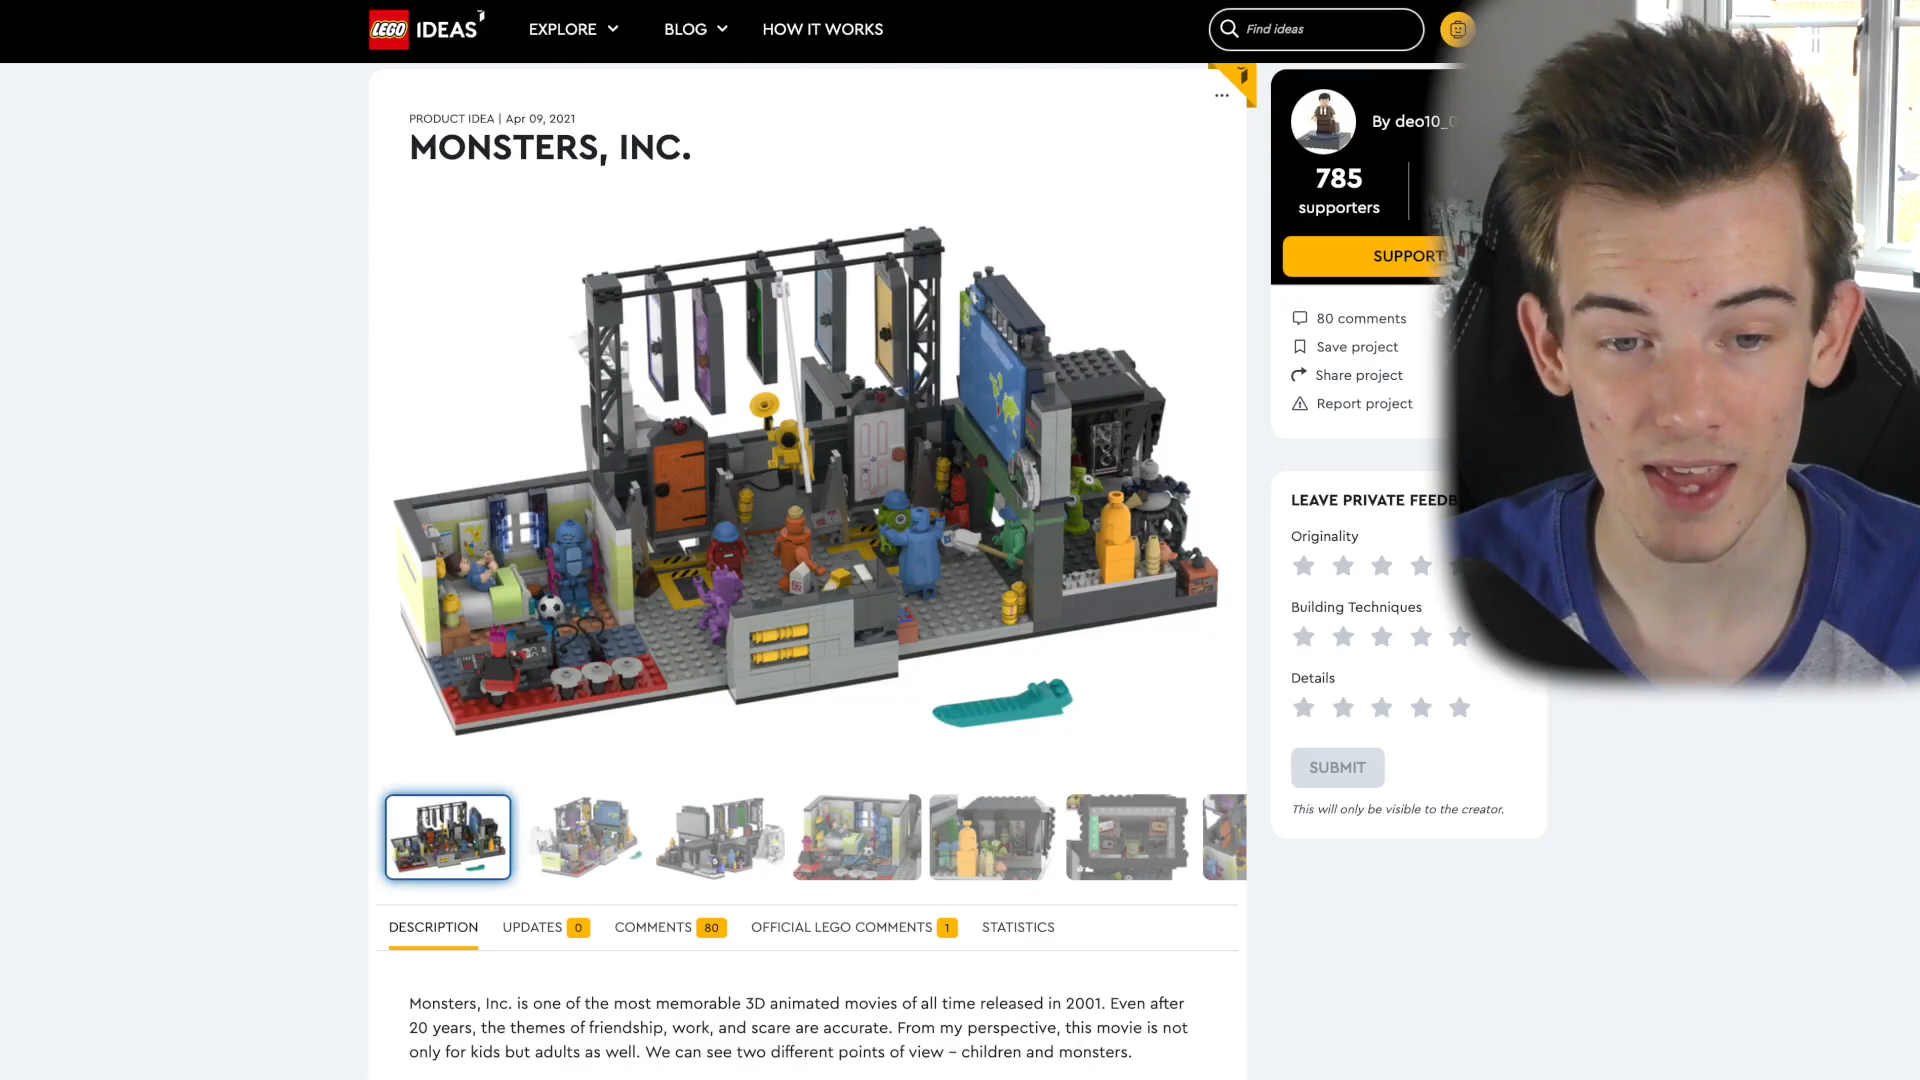 LEGO IDEAS
EXPLORE
BLOG
HOW IT WORKS
Find ideas
PRODUCT IDEA | Apr 09, 2021
MONSTERS, INC.
By deo10_0
785
supporters
SUPPORT
80 comments
Save project
Share project
Report project
LEAVE PRIVATE FEEDB
Originality
Building Techniques
Details
SUBMIT
This will only be visible to the creator.
DESCRIPTION
UPDATES 0
COMMENTS 80
OFFICIAL LEGO COMMENTS 1
STATISTICS
Monsters, Inc. is one of the most memorable 3D animated movies of all time released in 2001. Even after
20 years, the themes of friendship, work, and scare are accurate. From my perspective, this movie is not
only for kids but adults as well. We can see two different points of view – children and monsters.